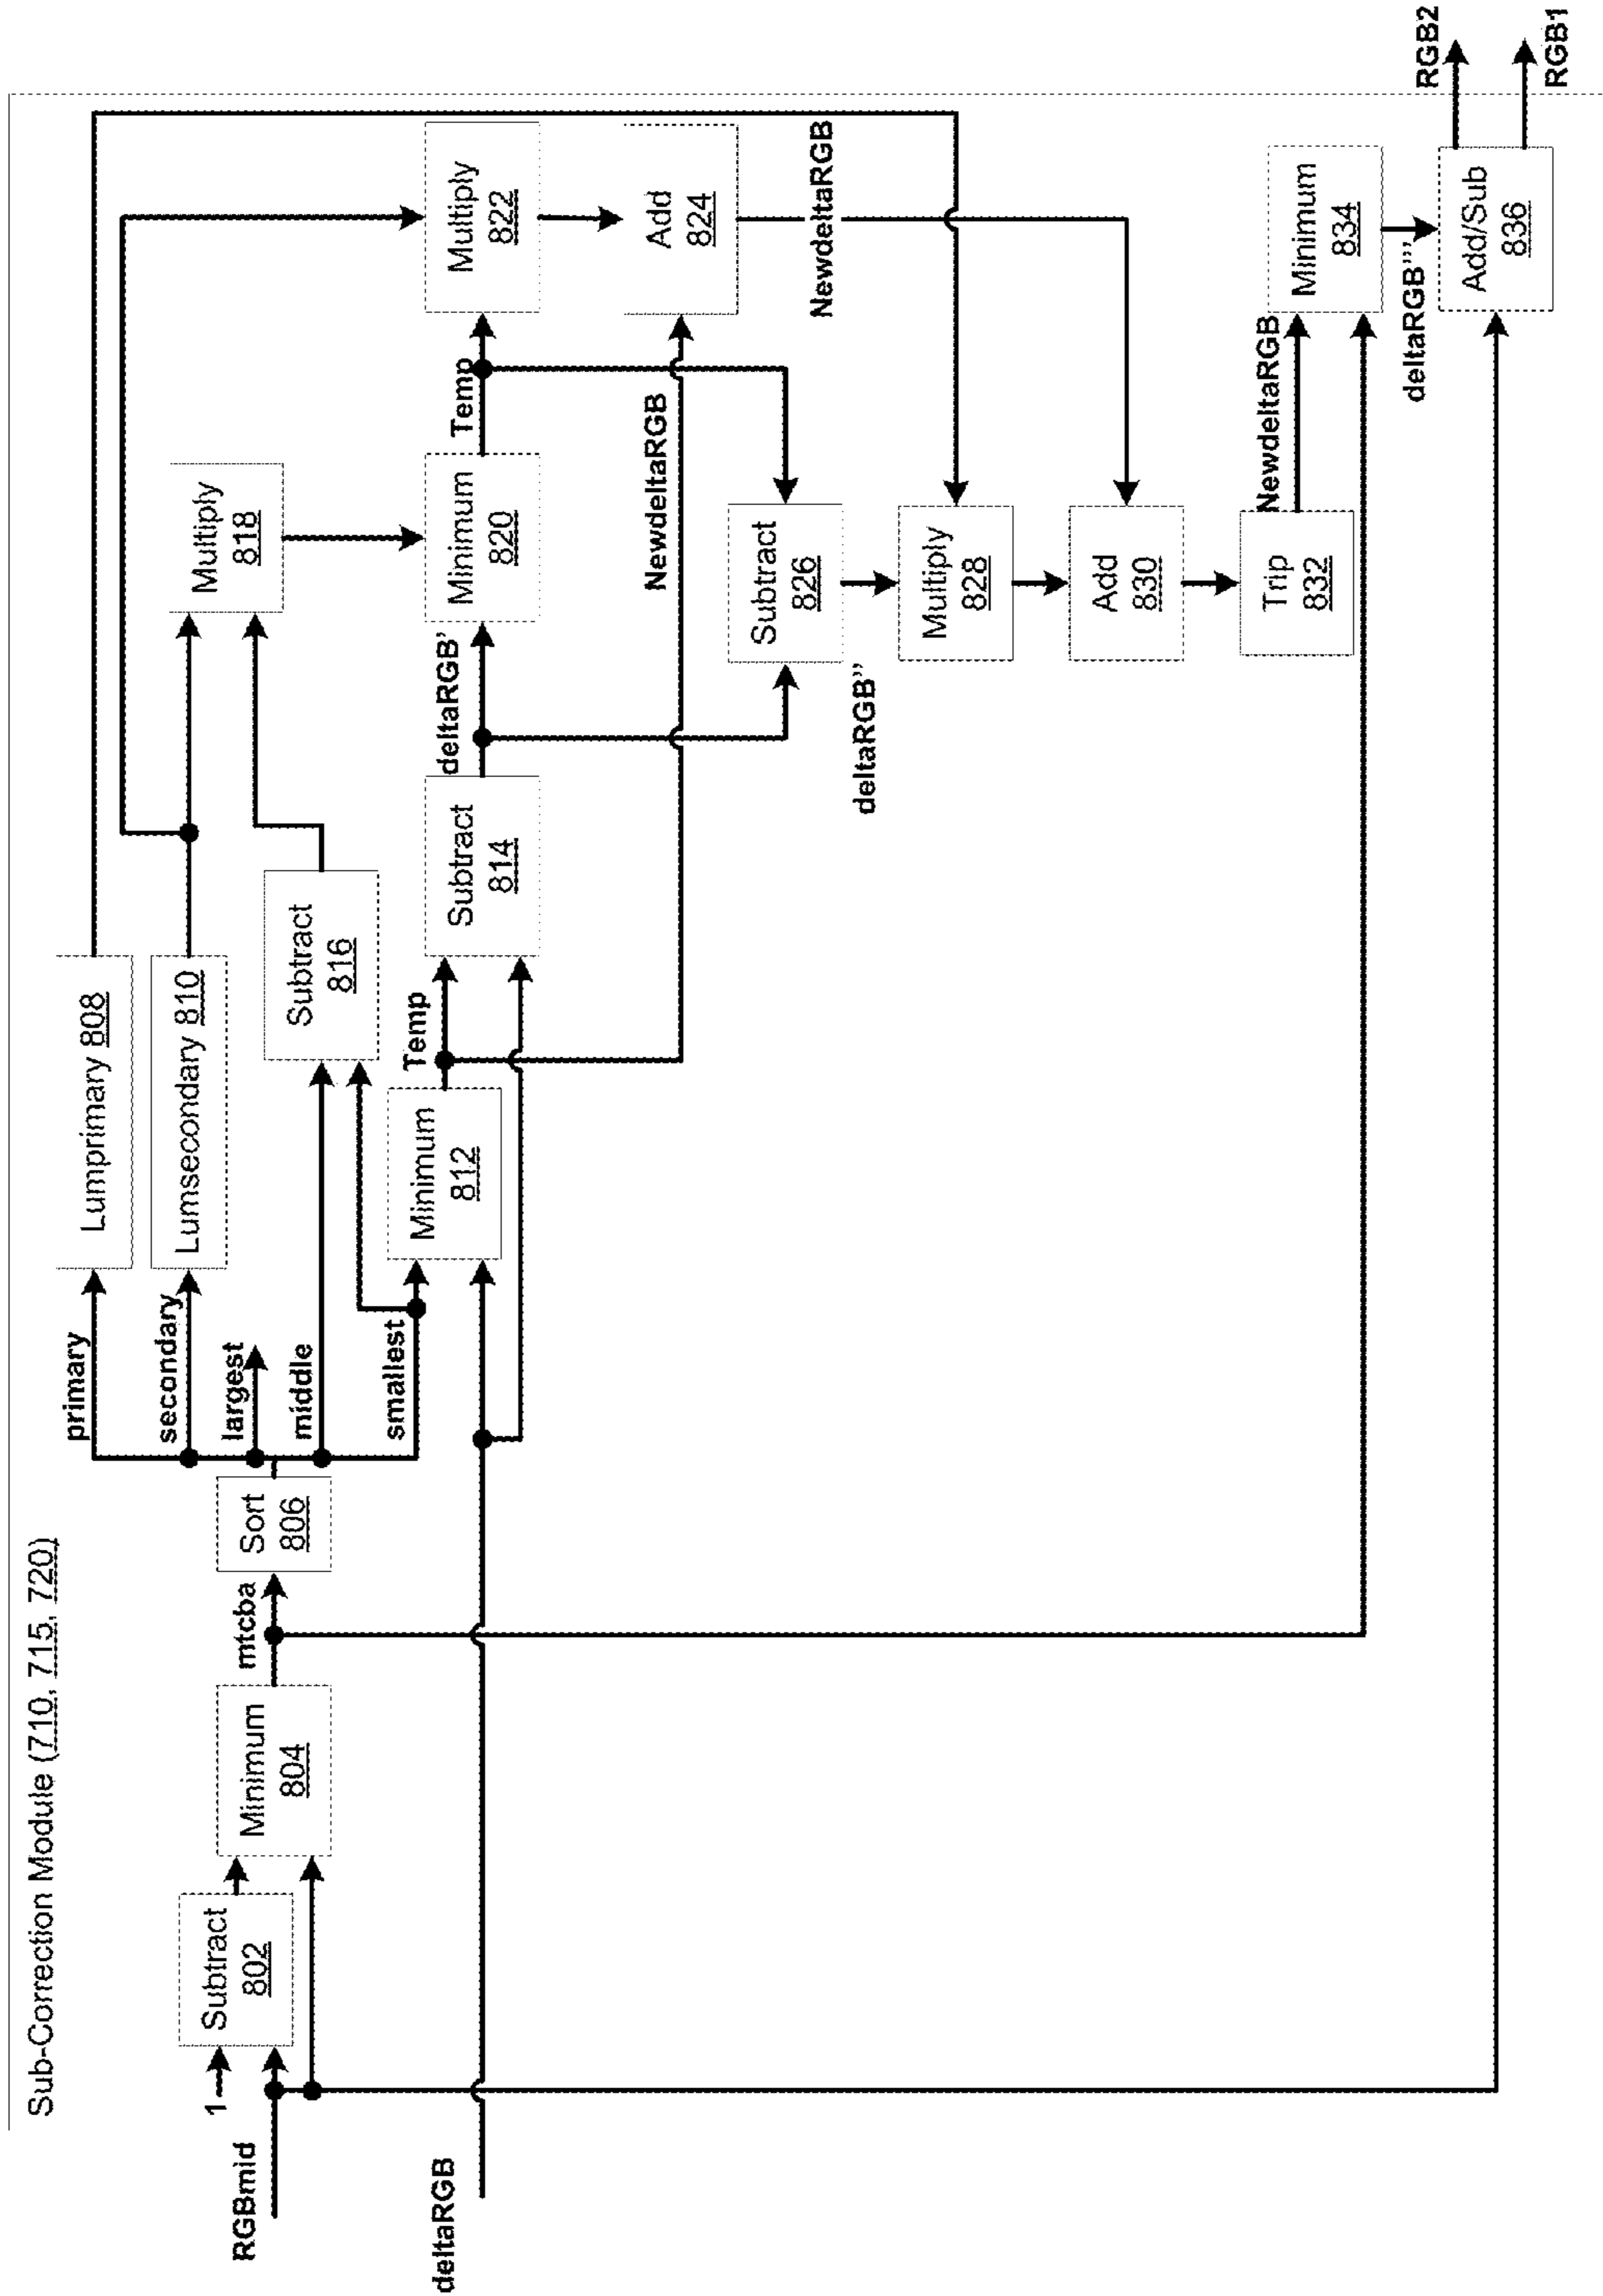 Sub-Correction Module (710, 715, 720)
RGBmid
1
deltaRGB
Subtract
802
Minimum
804
mtcba
Sort
806
primary
secondary
largest
middle
smallest
Lumprimary 808
Lumsecondary 810
Subtract
816
Minimum
812
Temp
Subtract
814
deltaRGB'
Multiply
818
Minimum
820
Temp
Multiply
822
Add
824
NewdeltaRGB
NewdeltaRGB
Subtract
826
deltaRGB''
Multiply
828
Add
830
Trip
832
NewdeltaRGB
Minimum
834
deltaRGB'''
Add/Sub
836
RGB2
RGB1